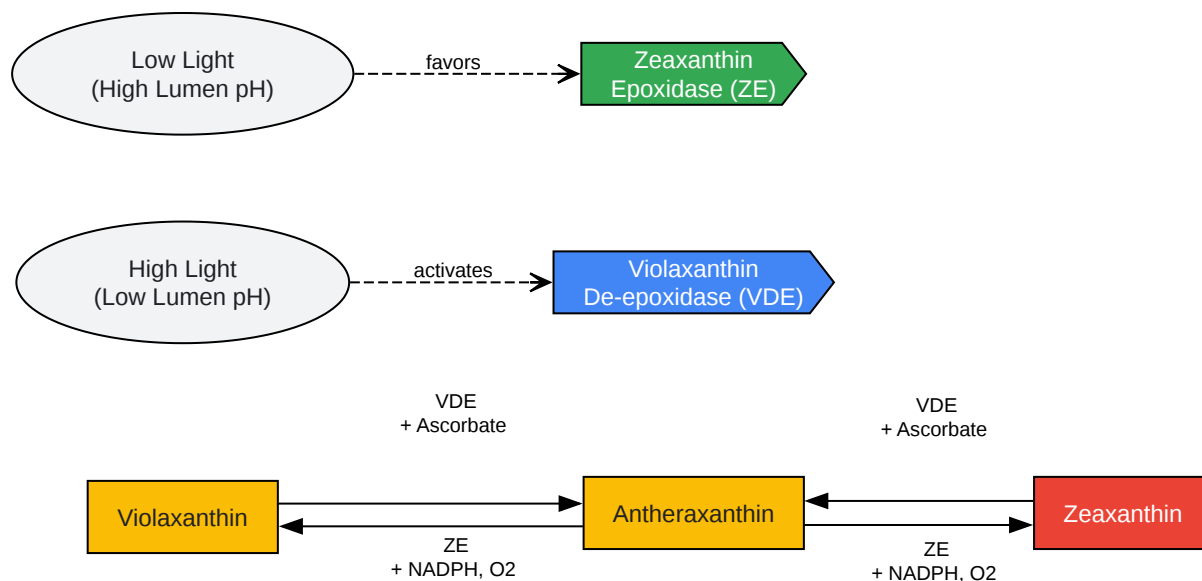 Low Light
(High Lumen pH)
favors
Zeaxanthin
Epoxidase (ZE)
High Light
(Low Lumen pH)
activates
Violaxanthin
De-epoxidase (VDE)
VDE
+ Ascorbate
VDE
+ Ascorbate
Violaxanthin
Antheraxanthin
Zeaxanthin
ZE
+ NADPH, O2
ZE
+ NADPH, O2